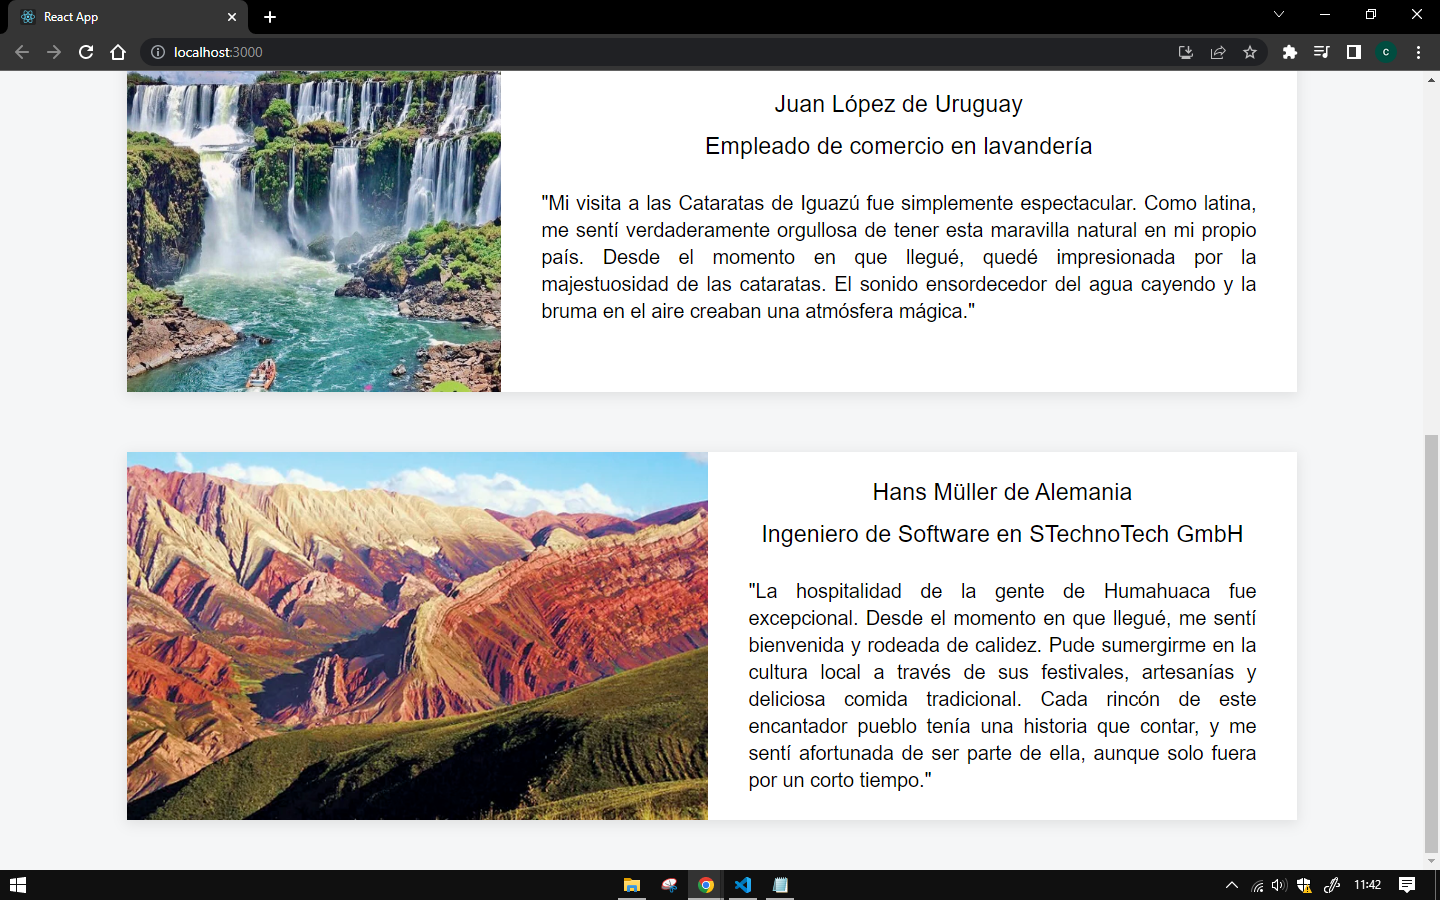 React App
localhost:3000
c
Juan López de Uruguay
Empleado de comercio en lavandería
"Mi visita a las Cataratas de Iguazú fue simplemente espectacular. Como latina,
me sentí verdaderamente orgullosa de tener esta maravilla natural en mi propio
país. Desde el momento en que llegué, quedé impresionada por la
majestuosidad de las cataratas. El sonido ensordecedor del agua cayendo y la
bruma en el aire creaban una atmósfera mágica."
Hans Müller de Alemania
Ingeniero de Software en STechnoTech GmbH
"La hospitalidad de la gente de Humahuaca fue
excepcional. Desde el momento en que llegué, me sentí
bienvenida y rodeada de calidez. Pude sumergirme en la
cultura local a través de sus festivales, artesanías y
deliciosa comida tradicional. Cada rincón de este
encantador pueblo tenía una historia que contar, y me
sentí afortunada de ser parte de ella, aunque solo fuera
por un corto tiempo."
11:42